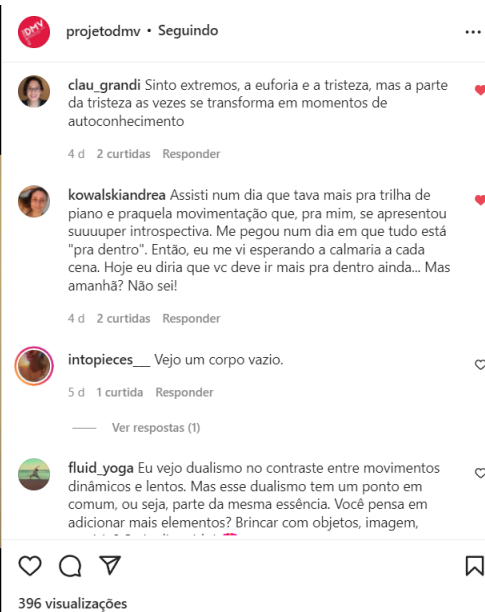 projetodmv • Seguindo
clau_grandi Sinto extremos, a euforia e a tristeza, mas a parte
da tristeza as vezes se transforma em momentos de
autoconhecimento
4 d 2 curtidas Responder
kowalskiandrea Assisti num dia que tava mais pra trilha de
piano e praquela movimentação que, pra mim, se apresentou
suuuuper introspectiva. Me pegou num dia em que tudo está
"pra dentro". Então, eu me vi esperando a calmaria a cada
cena. Hoje eu diria que vc deve ir mais pra dentro ainda... Mas
amanhã? Não sei!
4 d 2 curtidas Responder
intopieces___ Vejo um corpo vazio.
5 d 1 curtida Responder
Ver respostas (1)
fluid_yoga Eu vejo dualismo no contraste entre movimentos
dinâmicos e lentos. Mas esse dualismo tem um ponto em
comum, ou seja, parte da mesma essência. Você pensa em
adicionar mais elementos? Brincar com objetos, imagem,
396 visualizações